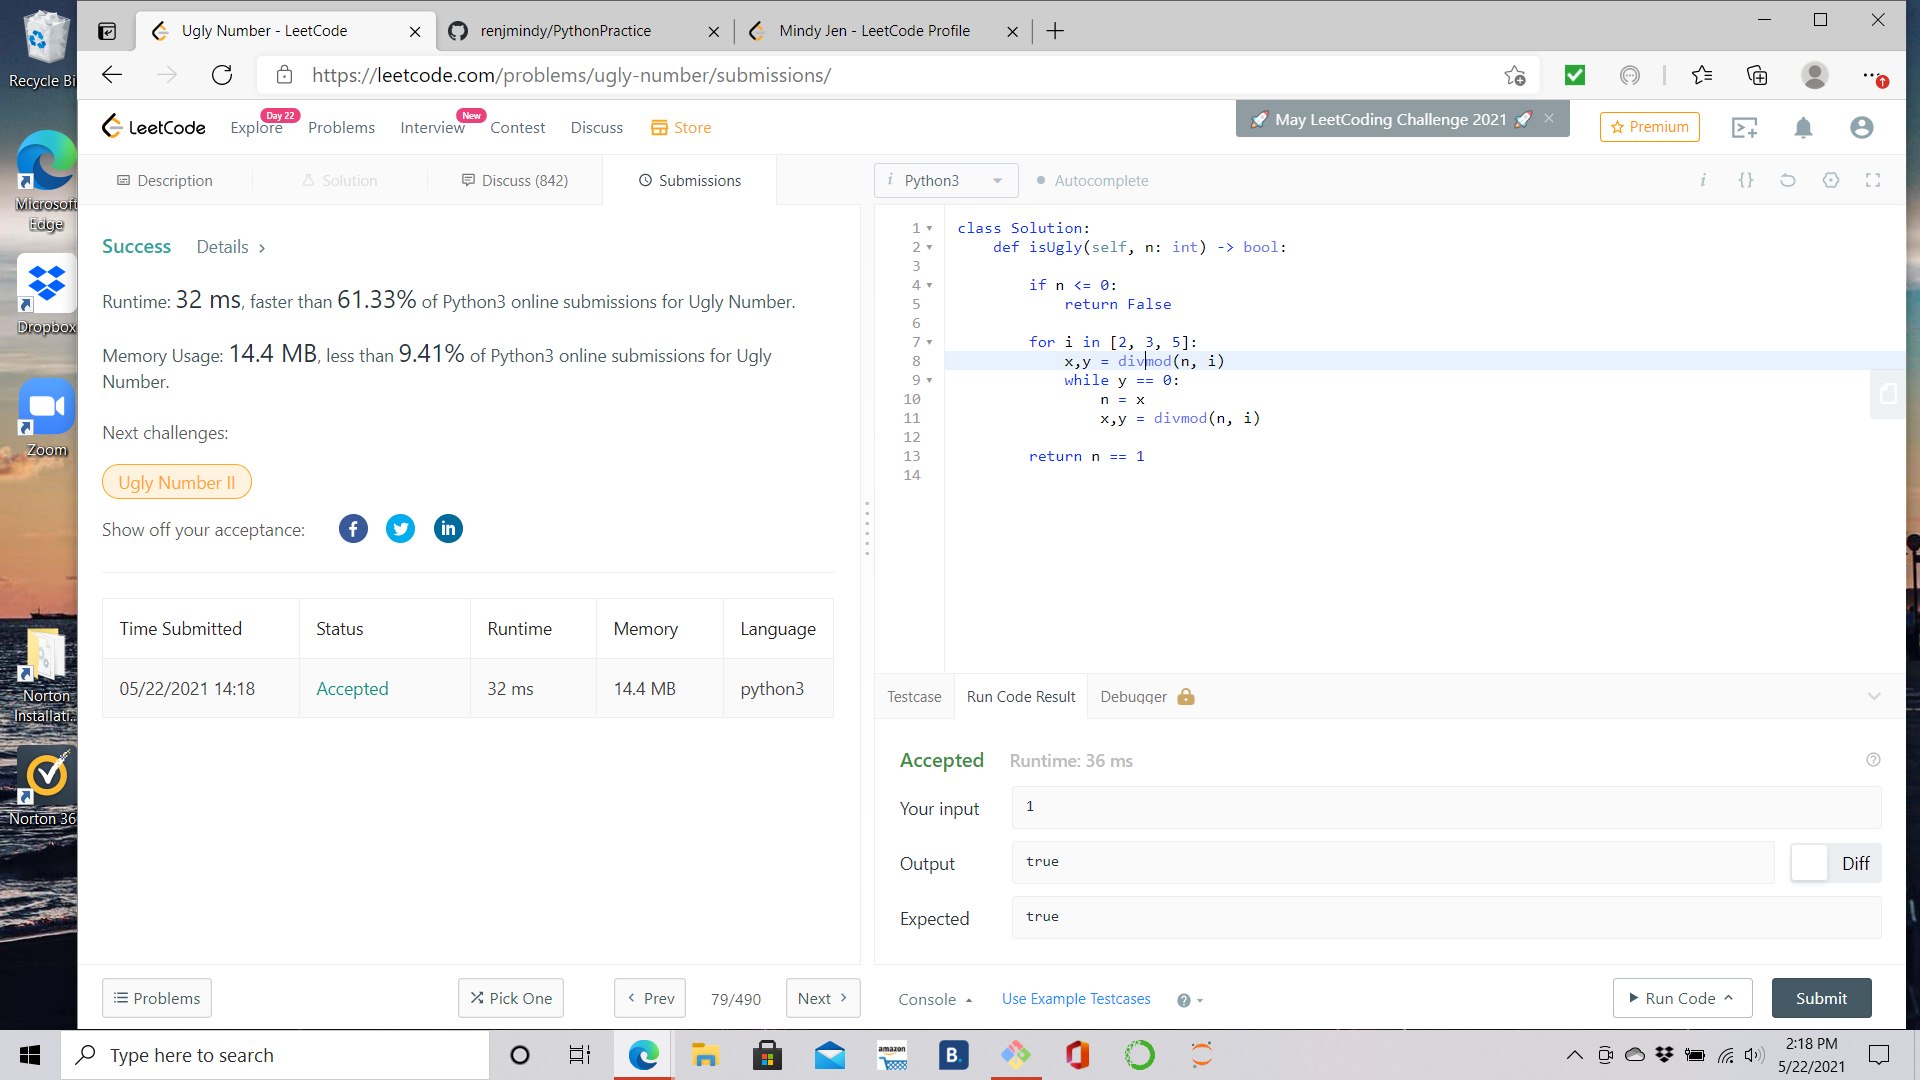 Recycle Bi
Microsoft
Edge
Dropbox
Zoom
Norton
Installati...
Norton 36
Ugly Number - LeetCode
renjmindy/PythonPractice
Mindy Jen - LeetCode Profile
https://leetcode.com/problems/ugly-number/submissions/
LeetCode
Explore
Day 22
Problems
Interview
New
Contest
Discuss
Store
🚀 May LeetCoding Challenge 2021 🚀
Premium
Description
Solution
Discuss (842)
Submissions
Success Details >
Runtime: 32 ms, faster than 61.33% of Python3 online submissions for Ugly Number.
Memory Usage: 14.4 MB, less than 9.41% of Python3 online submissions for Ugly
Number.
Next challenges:
Ugly Number II
Show off your acceptance:
Time Submitted Status Runtime Memory Language
05/22/2021 14:18 Accepted 32 ms 14.4 MB python3
Problems
Pick One
< Prev
79/490
Next >
i Python3
Autocomplete
i {}
1 class Solution:
2 def isUgly(self, n: int) -> bool:
3
4 if n <= 0:
5 return False
6
7 for i in [2, 3, 5]:
8 x,y = divmod(n, i)
9 while y == 0:
10 n = x
11 x,y = divmod(n, i)
12
13 return n == 1
14
Testcase
Run Code Result
Debugger
Accepted Runtime: 36 ms
Your input 1
Output true
Diff
Expected true
Console
Use Example Testcases
Run Code
Submit
Type here to search
amazon
B.
2:18 PM
5/22/2021